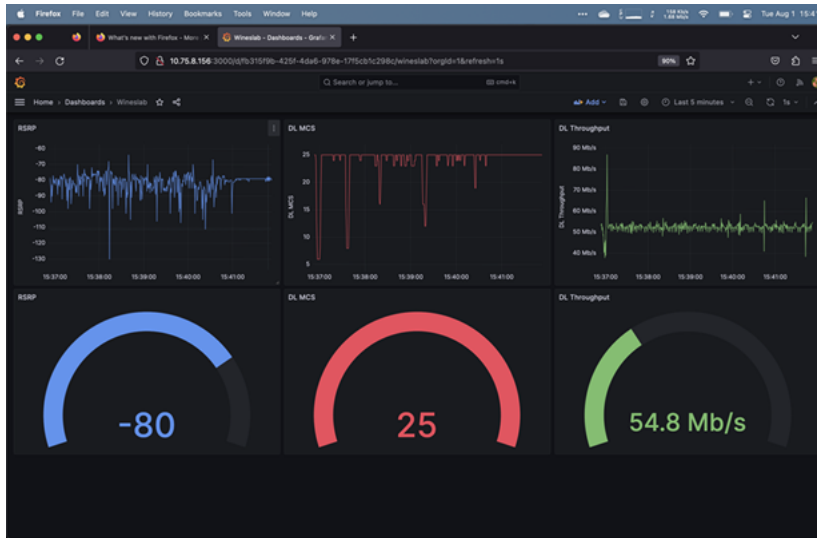 Firefox File Edit View History Bookmarks Tools Window Help
Tue Aug 1 15:41
What's new with Firefox - More
Wineslab - Dashboards - Grafa
10.75.8.156:3000/d/fb315f9b-425f-4da6-978e-17f5cb1c298c/wineslab?orgId=1&refresh=1s
90%
Search or jump to...
cmd+k
Home › Dashboards › Wineslab
Add
Last 5 minutes
1s
RSRP
RSRP
-60
-70
-80
-90
-100
-110
-120
-130
15:37:00 15:38:00 15:39:00 15:40:00 15:41:00
DL MCS
DL MCS
25
20
15
10
5
15:37:00 15:38:00 15:39:00 15:40:00 15:41:00
DL Throughput
DL Throughput
90 Mb/s
80 Mb/s
70 Mb/s
60 Mb/s
50 Mb/s
40 Mb/s
15:37:00 15:38:00 15:39:00 15:40:00 15:41:00
RSRP
-80
DL MCS
25
DL Throughput
54.8 Mb/s